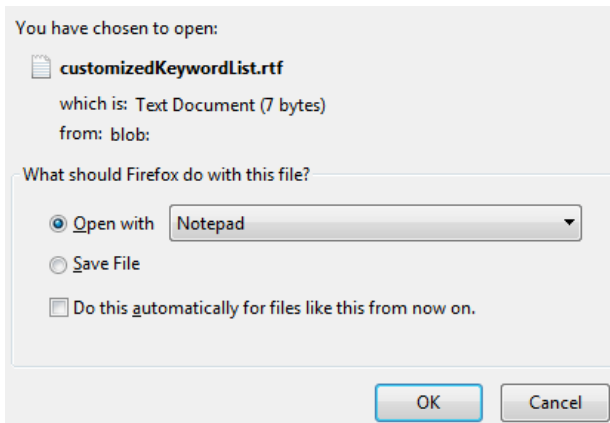 You have chosen to open:
customizedKeywordList.rtf
which is: Text Document (7 bytes)
from: blob:
What should Firefox do with this file?
Open with Notepad
Save File
Do this automatically for files like this from now on.
OK Cancel